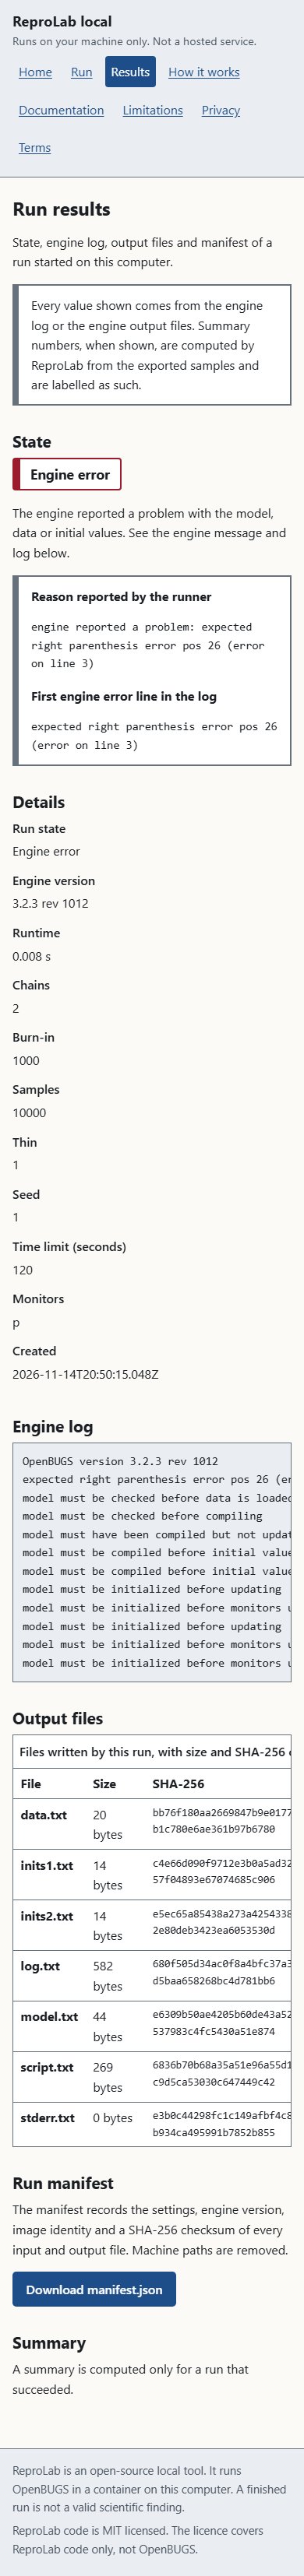 ReproLab local
Runs on your machine only. Not a hosted service.
Home Run Results How it works
Documentation Limitations Privacy
Terms
Run results
State, engine log, output files and manifest of a
run started on this computer.
Every value shown comes from the engine
log or the engine output files. Summary
numbers, when shown, are computed by
ReproLab from the exported samples and
are labelled as such.
State
Engine error
The engine reported a problem with the model,
data or initial values. See the engine message and
log below.
Reason reported by the runner
engine reported a problem: expected
right parenthesis error pos 26 (error
on line 3)
First engine error line in the log
expected right parenthesis error pos 26
(error on line 3)
Details
Run state
Engine error
Engine version
3.2.3 rev 1012
Runtime
0.008 s
Chains
2
Burn-in
1000
Samples
10000
Thin
1
Seed
1
Time limit (seconds)
120
Monitors
p
Created
2026-11-14T20:50:15.048Z
Engine log
OpenBUGS version 3.2.3 rev 1012
expected right parenthesis error pos 26 (er
model must be checked before data is loaded
model must be checked before compiling
model must have been compiled but not updat
model must be compiled before initial value
model must be compiled before initial value
model must be initialized before updating
model must be initialized before monitors u
model must be initialized before updating
model must be initialized before monitors u
model must be initialized before monitors u
Output files
Files written by this run, with size and SHA-256
File Size SHA-256
data.txt 20 bb76f180aa2669847b9e0177
bytes b1c780e6ae361b97b6780
inits1.txt 14 c4e66d090f9712e3b0a5ad32
bytes 57f04893e67074685c906
inits2.txt 14 e5ec65a85438a273a4254338
bytes 2e80deb3423ea6053530d
log.txt 582 680f505d34ac0f8a4bfc37a3
bytes d5baa658268bc4d781bb6
model.txt 44 e6309b50ae4205b60de43a52
bytes 537983c4fc5430a51e874
script.txt 269 6836b70b68a35a51e96a55d1
bytes c9d5ca53030c647449c42
stderr.txt 0 bytes e3b0c44298fc1c149afbf4c8
b934ca495991b7852b855
Run manifest
The manifest records the settings, engine version,
image identity and a SHA-256 checksum of every
input and output file. Machine paths are removed.
Download manifest.json
Summary
A summary is computed only for a run that
succeeded.
ReproLab is an open-source local tool. It runs
OpenBUGS in a container on this computer. A finished
run is not a valid scientific finding.
ReproLab code is MIT licensed. The licence covers
ReproLab code only, not OpenBUGS.